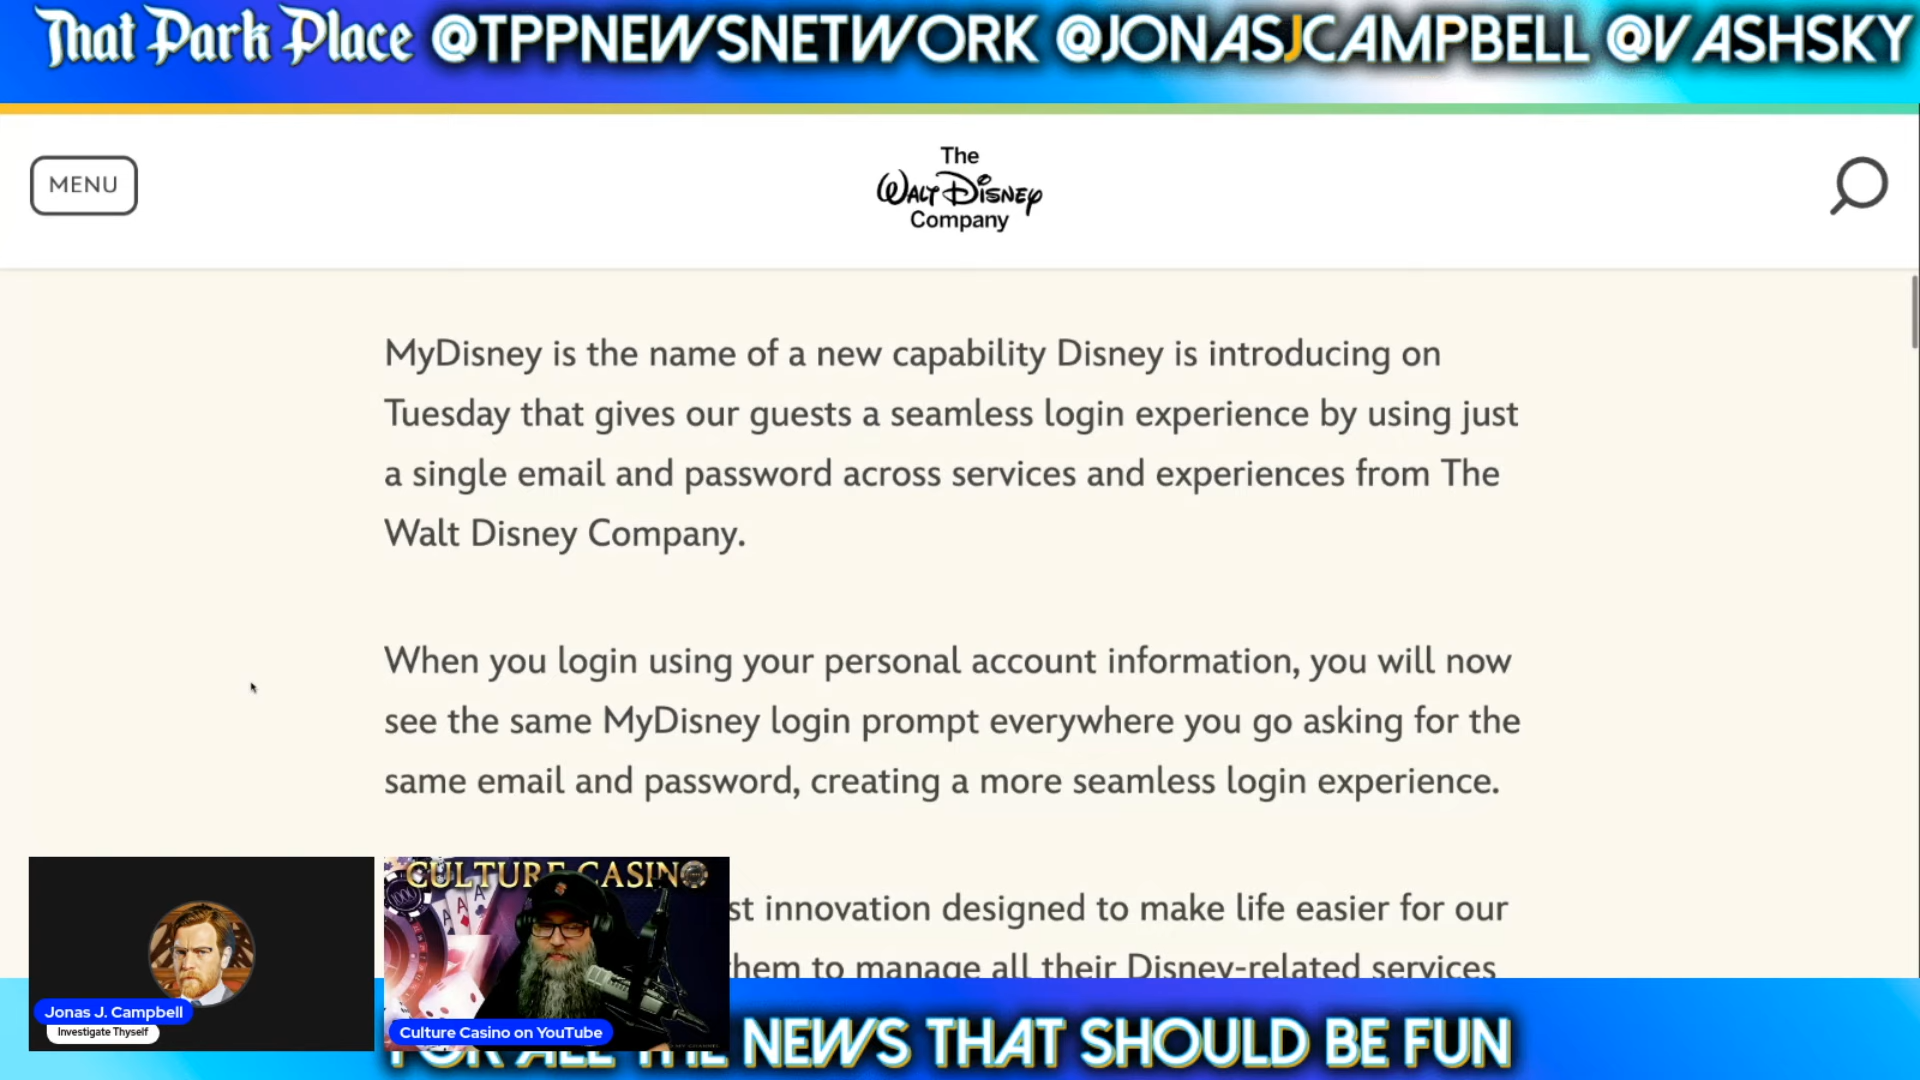 That Park Place @TPPNEWSNETWORK @JONASJCAMPBELL @VASHSKY
MENU
The
WALT DISNEY
Company
MyDisney is the name of a new capability Disney is introducing on
Tuesday that gives our guests a seamless login experience by using just
a single email and password across services and experiences from The
Walt Disney Company.
When you login using your personal account information, you will now
see the same MyDisney login prompt everywhere you go asking for the
same email and password, creating a more seamless login experience.
st innovation designed to make life easier for our
them to manage all their Disney-related services
CULTURE CASINO
Jonas J. Campbell
Investigate Thyself
Culture Casino on YouTube
FOR ALL THE NEWS THAT SHOULD BE FUN